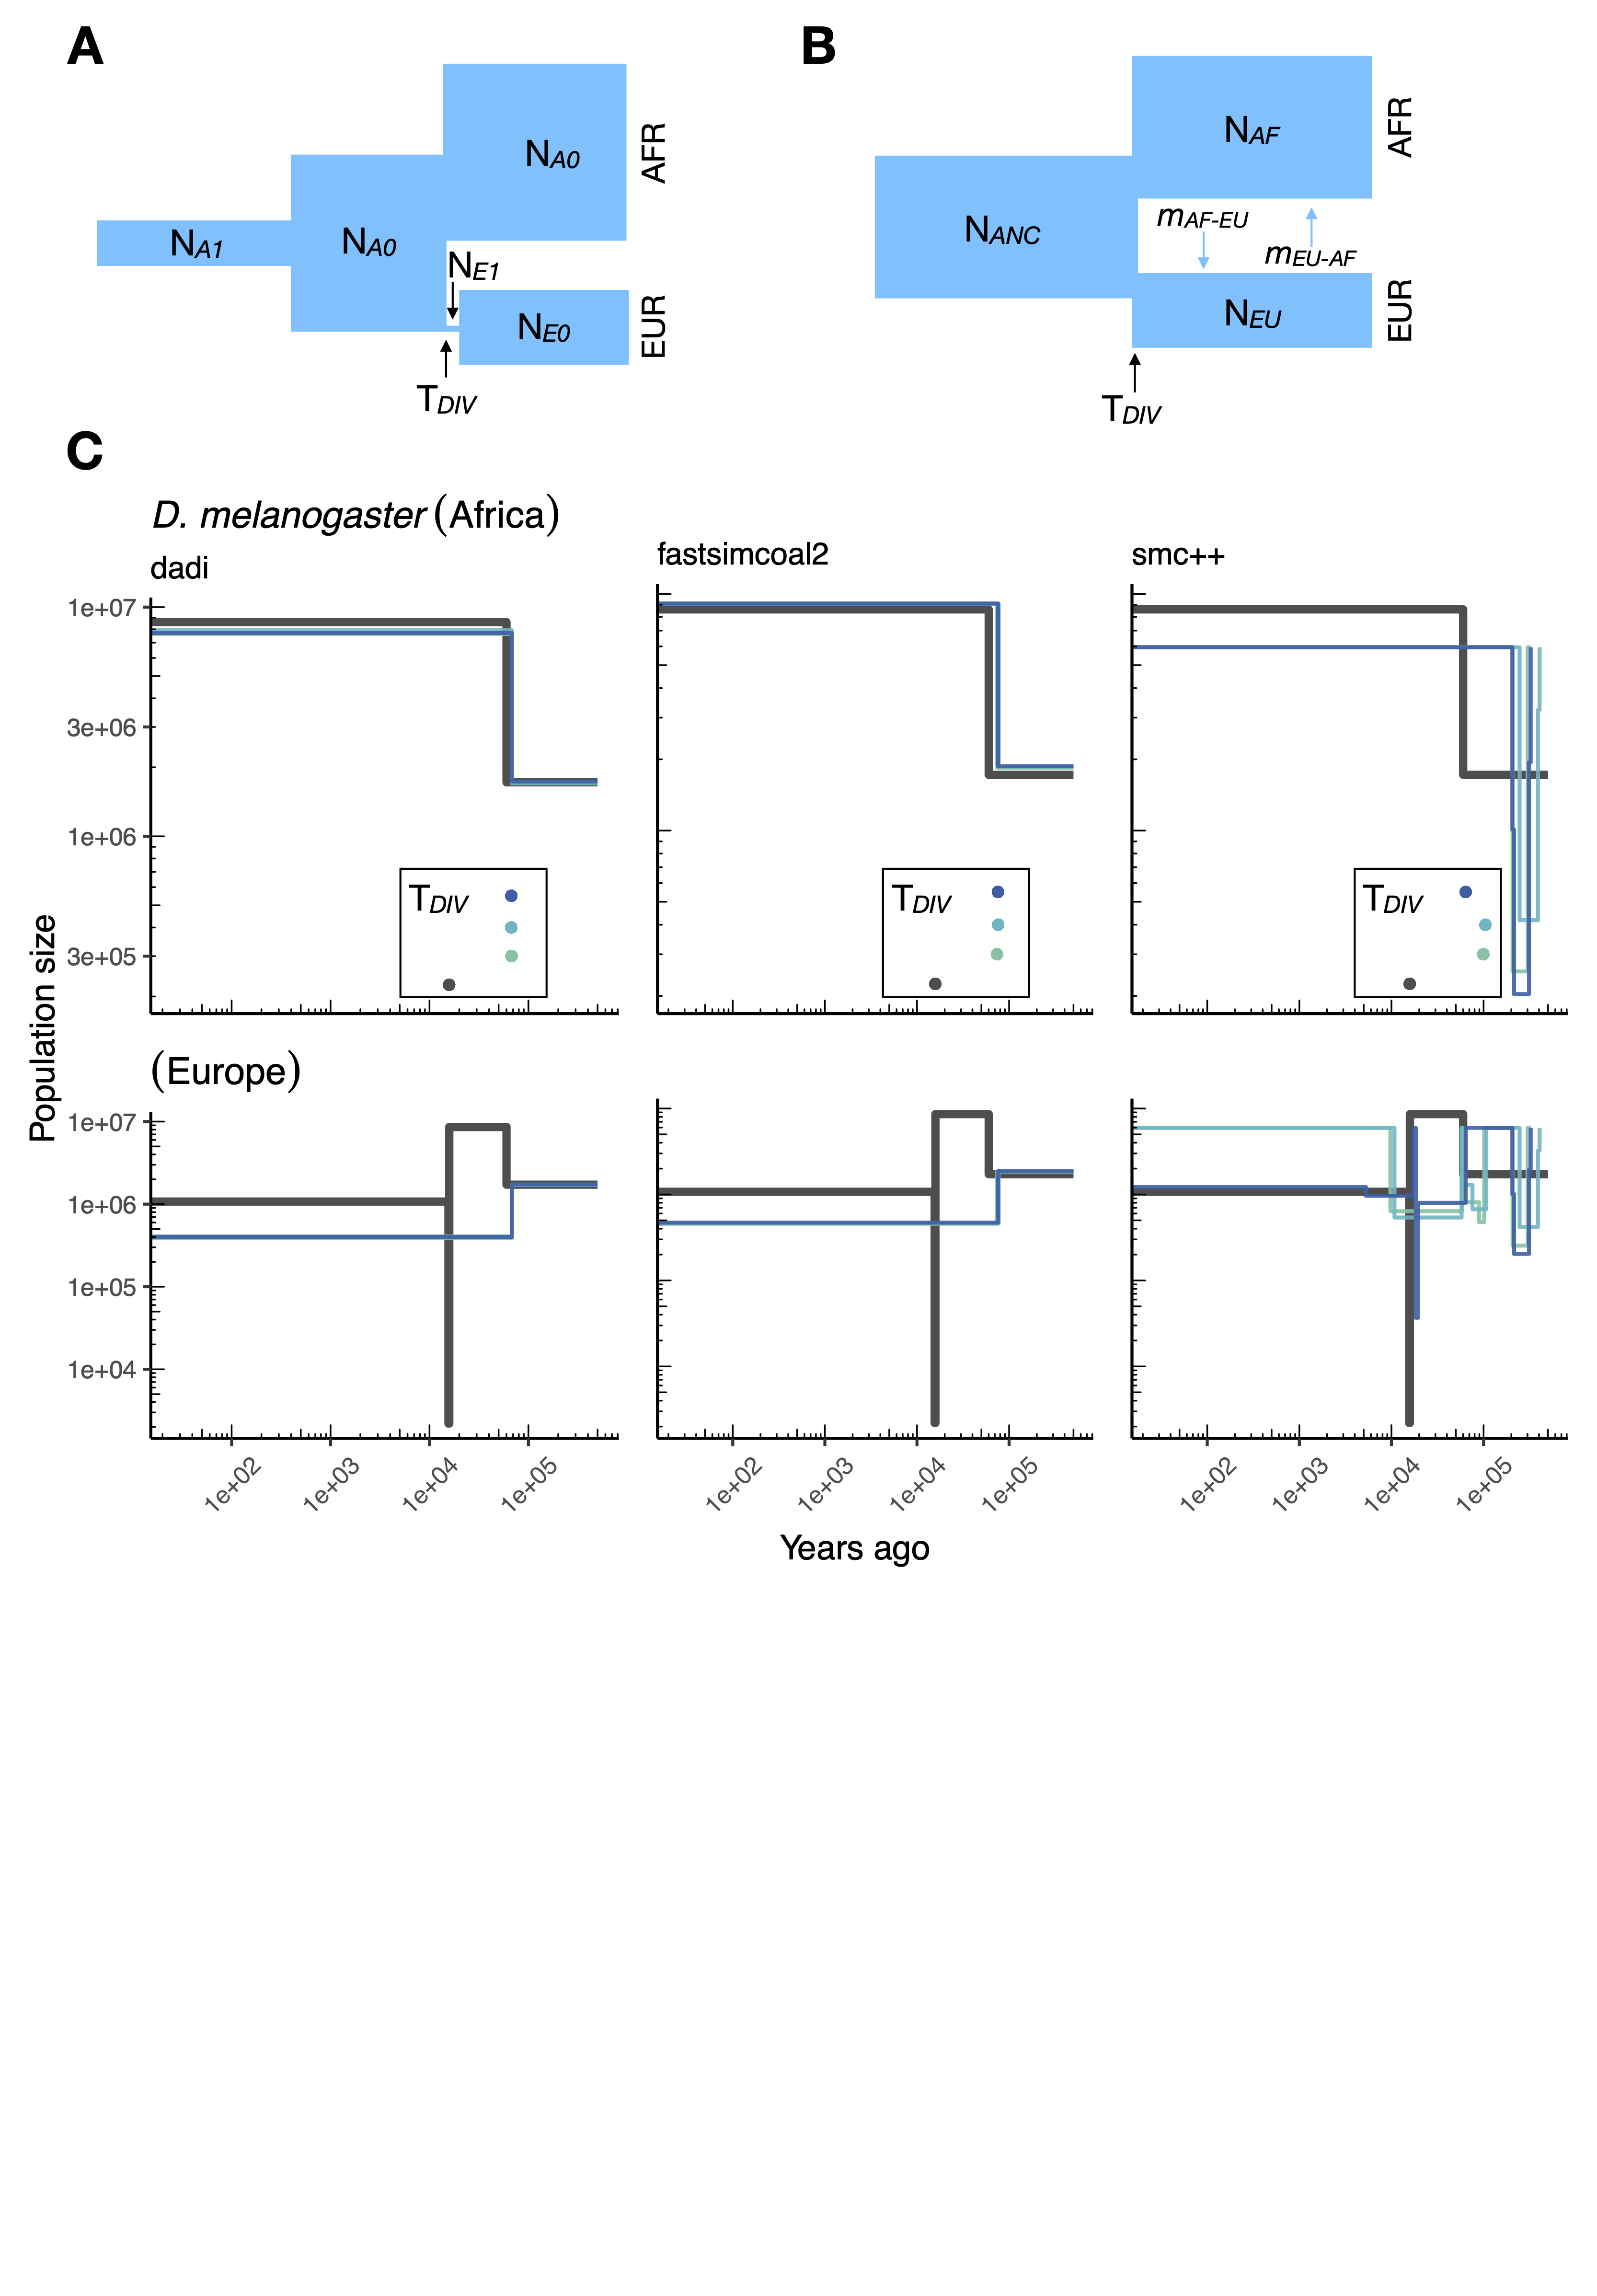 A
B
N_A1
N_A0
N_A0
AFR
N_E1
N_E0
EUR
T_DIV
N_ANC
N_AF
AFR
m_AF-EU
m_EU-AF
N_EU
EUR
T_DIV
C
D. melanogaster (Africa)
dadi
fastsimcoal2
smc++
1e+07
3e+06
1e+06
3e+05
T_DIV
T_DIV
T_DIV
Population size
(Europe)
1e+07
1e+06
1e+05
1e+04
1e+02
1e+03
1e+04
1e+05
1e+02
1e+03
1e+04
1e+05
1e+02
1e+03
1e+04
1e+05
Years ago